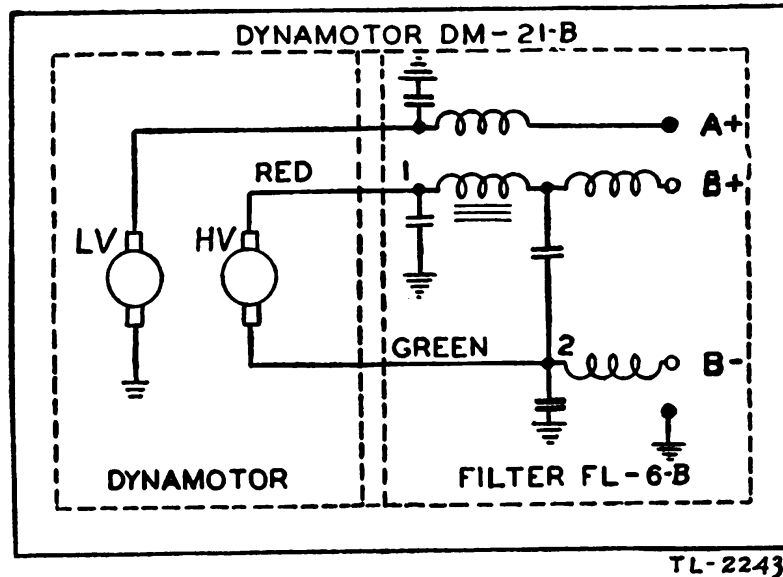 DYNAMOTOR DM-21-B
A+
RED
1
B+
LV
HV
GREEN
2
B-
DYNAMOTOR
FILTER FL-6-B
TL-2243